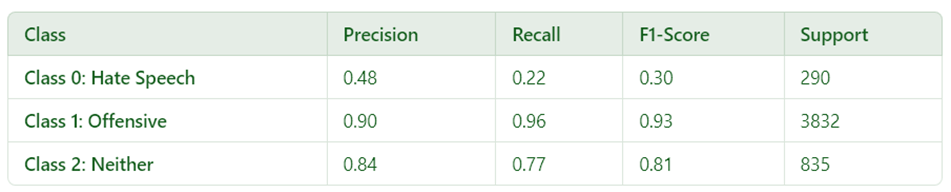 Class Precision Recall F1-Score Support
Class 0: Hate Speech 0.48 0.22 0.30 290
Class 1: Offensive 0.90 0.96 0.93 3832
Class 2: Neither 0.84 0.77 0.81 835